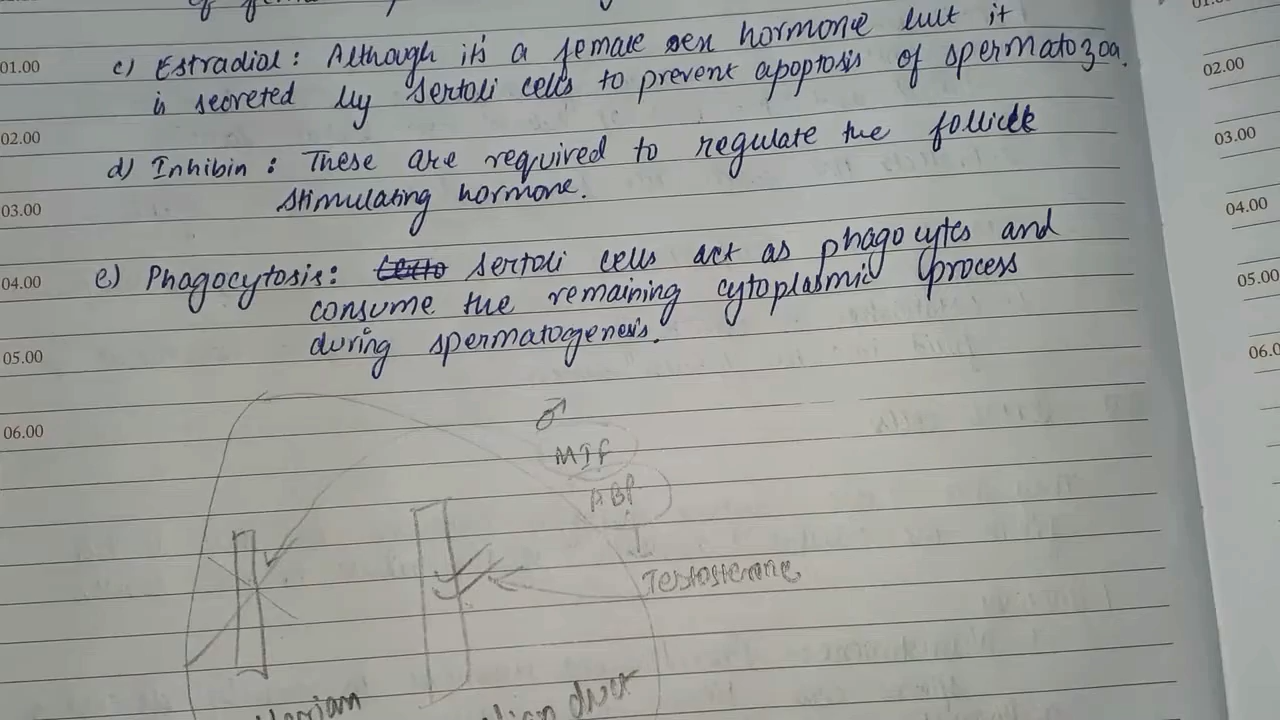 01.00
c) Estradiol: Although it's a female sex hormone but it
is secreted by Sertoli cells to prevent apoptosis of spermatozoa.
02.00
d) Inhibin: These are required to regulate the follicle
stimulating hormone.
03.00
04.00
e) Phagocytosis: Sertoli cells act as phagocytes and
consume the remaining cytoplasmic process
during spermatogenesis.
05.00
06.00
♂
MIF
ABP
Testosterone
duct
02.00
03.00
04.00
05.00